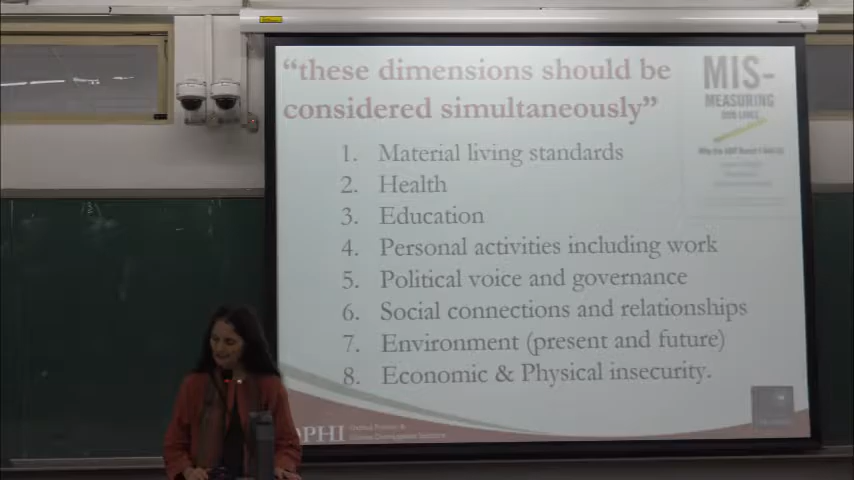 “these dimensions should be
considered simultaneously”
MIS-
MEASURING
OUR LIVES
1. Material living standards
2. Health
3. Education
4. Personal activities including work
5. Political voice and governance
6. Social connections and relationships
7. Environment (present and future)
8. Economic & Physical insecurity.
OPHI